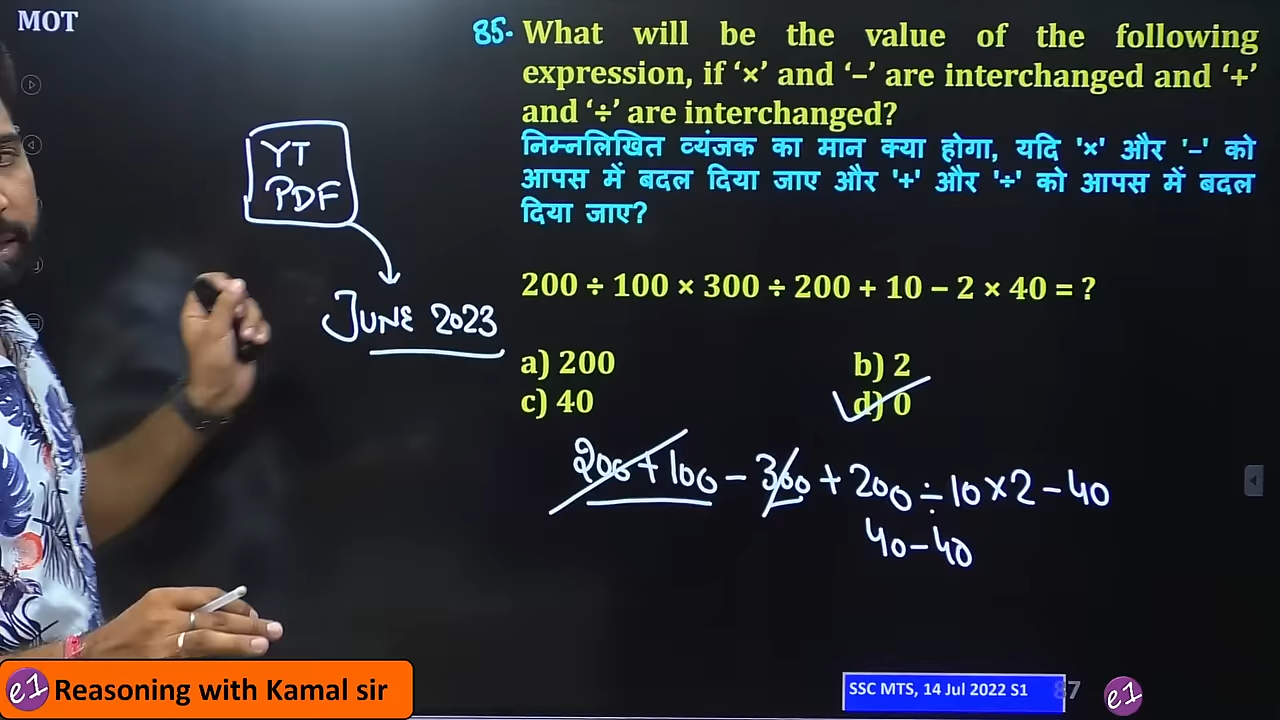 MOT
85. What will be the value of the following
expression, if ‘×’ and ‘–’ are interchanged and ‘+’
and ‘÷’ are interchanged?
निम्नलिखित व्यंजक का मान क्या होगा, यदि '×' और '–' को
आपस में बदल दिया जाए और '+' और '÷' को आपस में बदल
दिया जाए?
YT
PDF
JUNE 2023
200 ÷ 100 × 300 ÷ 200 + 10 − 2 × 40 = ?
a) 200
b) 2
c) 40
d) 0
200 + 100 − 300 + 200 ÷ 10 × 2 − 40
40 − 40
e1 Reasoning with Kamal sir
SSC MTS, 14 Jul 2022 S1
87
e1